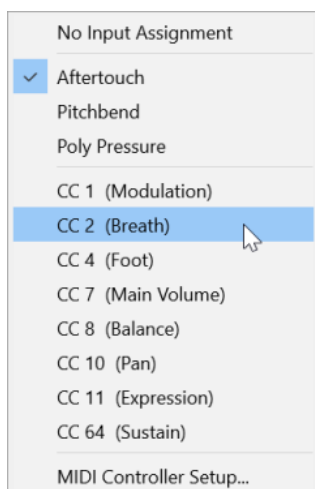 No Input Assignment
Aftertouch
Pitchbend
Poly Pressure
CC 1 (Modulation)
CC 2 (Breath)
CC 4 (Foot)
CC 7 (Main Volume)
CC 8 (Balance)
CC 10 (Pan)
CC 11 (Expression)
CC 64 (Sustain)
MIDI Controller Setup...